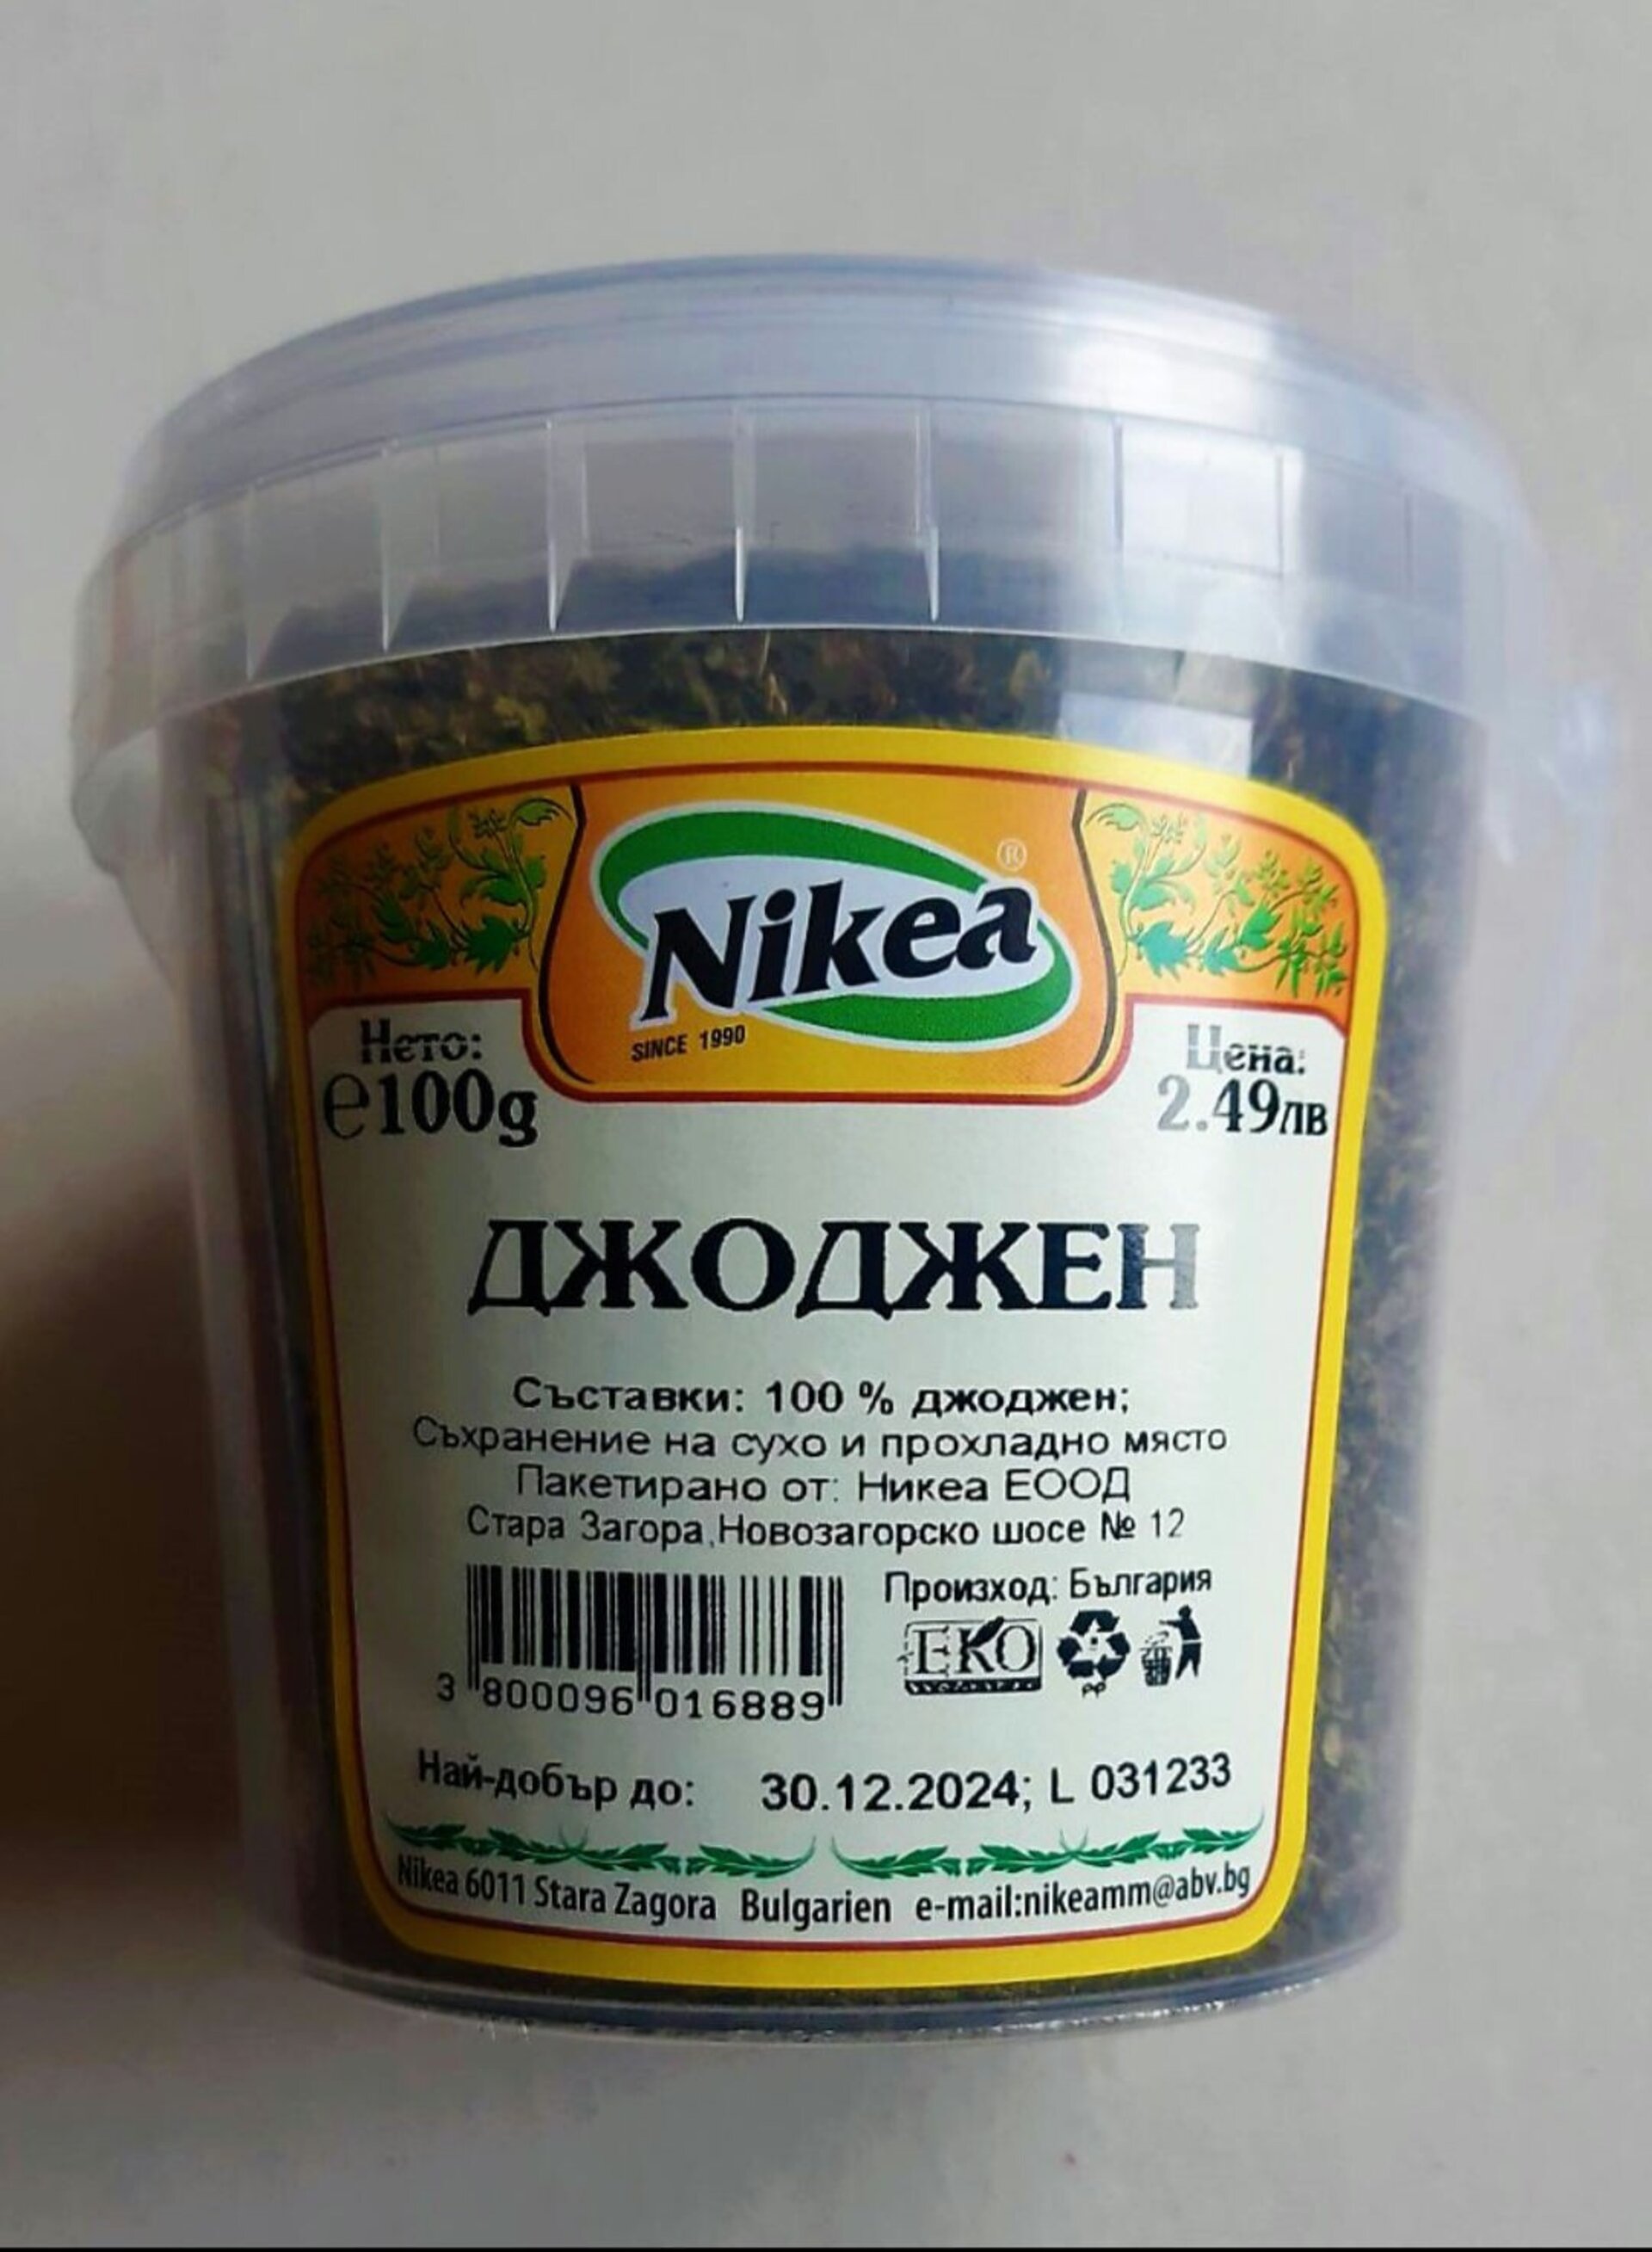 Nikea®
SINCE 1990
Нето:
℮100g
Цена:
2.49лв
ДЖОДЖЕН
Съставки: 100 % джоджен;
Съхранение на сухо и прохладно място
Пакетирано от: Никеа ЕООД
Стара Загора,Новозагорско шосе № 12
Произход: България
ЕКО
PP
3 800096 016889
Най-добър до: 30.12.2024; L 031233
Nikea 6011 Stara Zagora Bulgarien e-mail:nikeamm@abv.bg